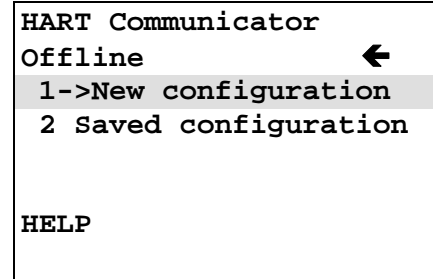 HART Communicator
Offline 🡸
1->New configuration
2 Saved configuration
HELP